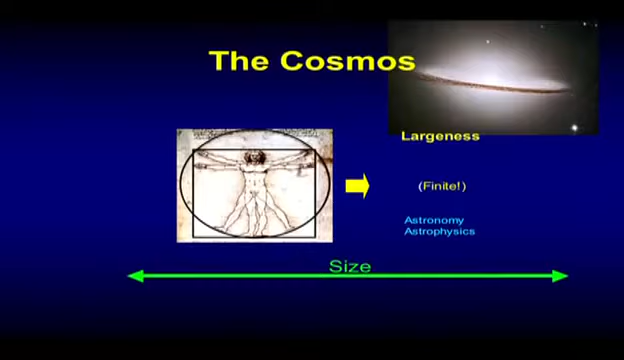 The Cosmos
Largeness
(Finite!)
Astronomy
Astrophysics
Size